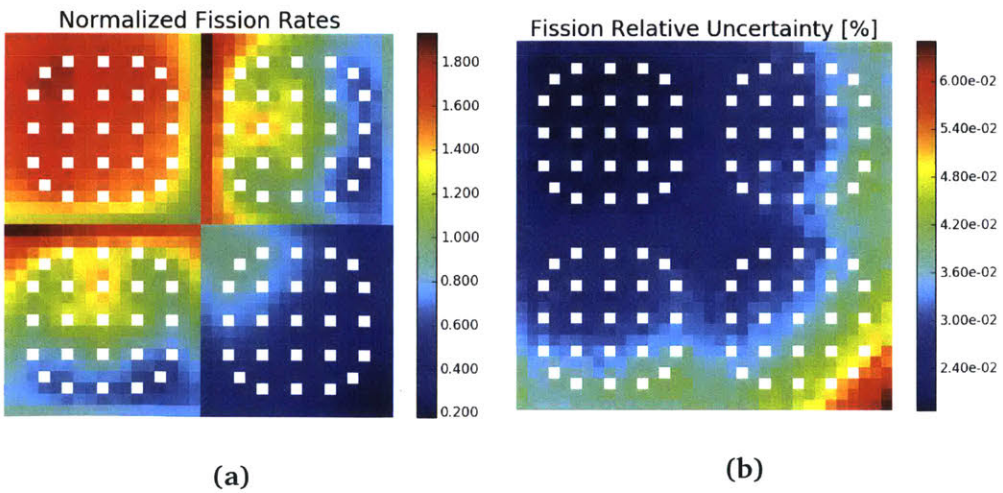 Normalized Fission Rates
1.800
1.600
1.400
1.200
1.000
0.800
0.600
0.400
0.200
(a)
Fission Relative Uncertainty [%]
6.00e-02
5.40e-02
4.80e-02
4.20e-02
3.60e-02
3.00e-02
2.40e-02
(b)